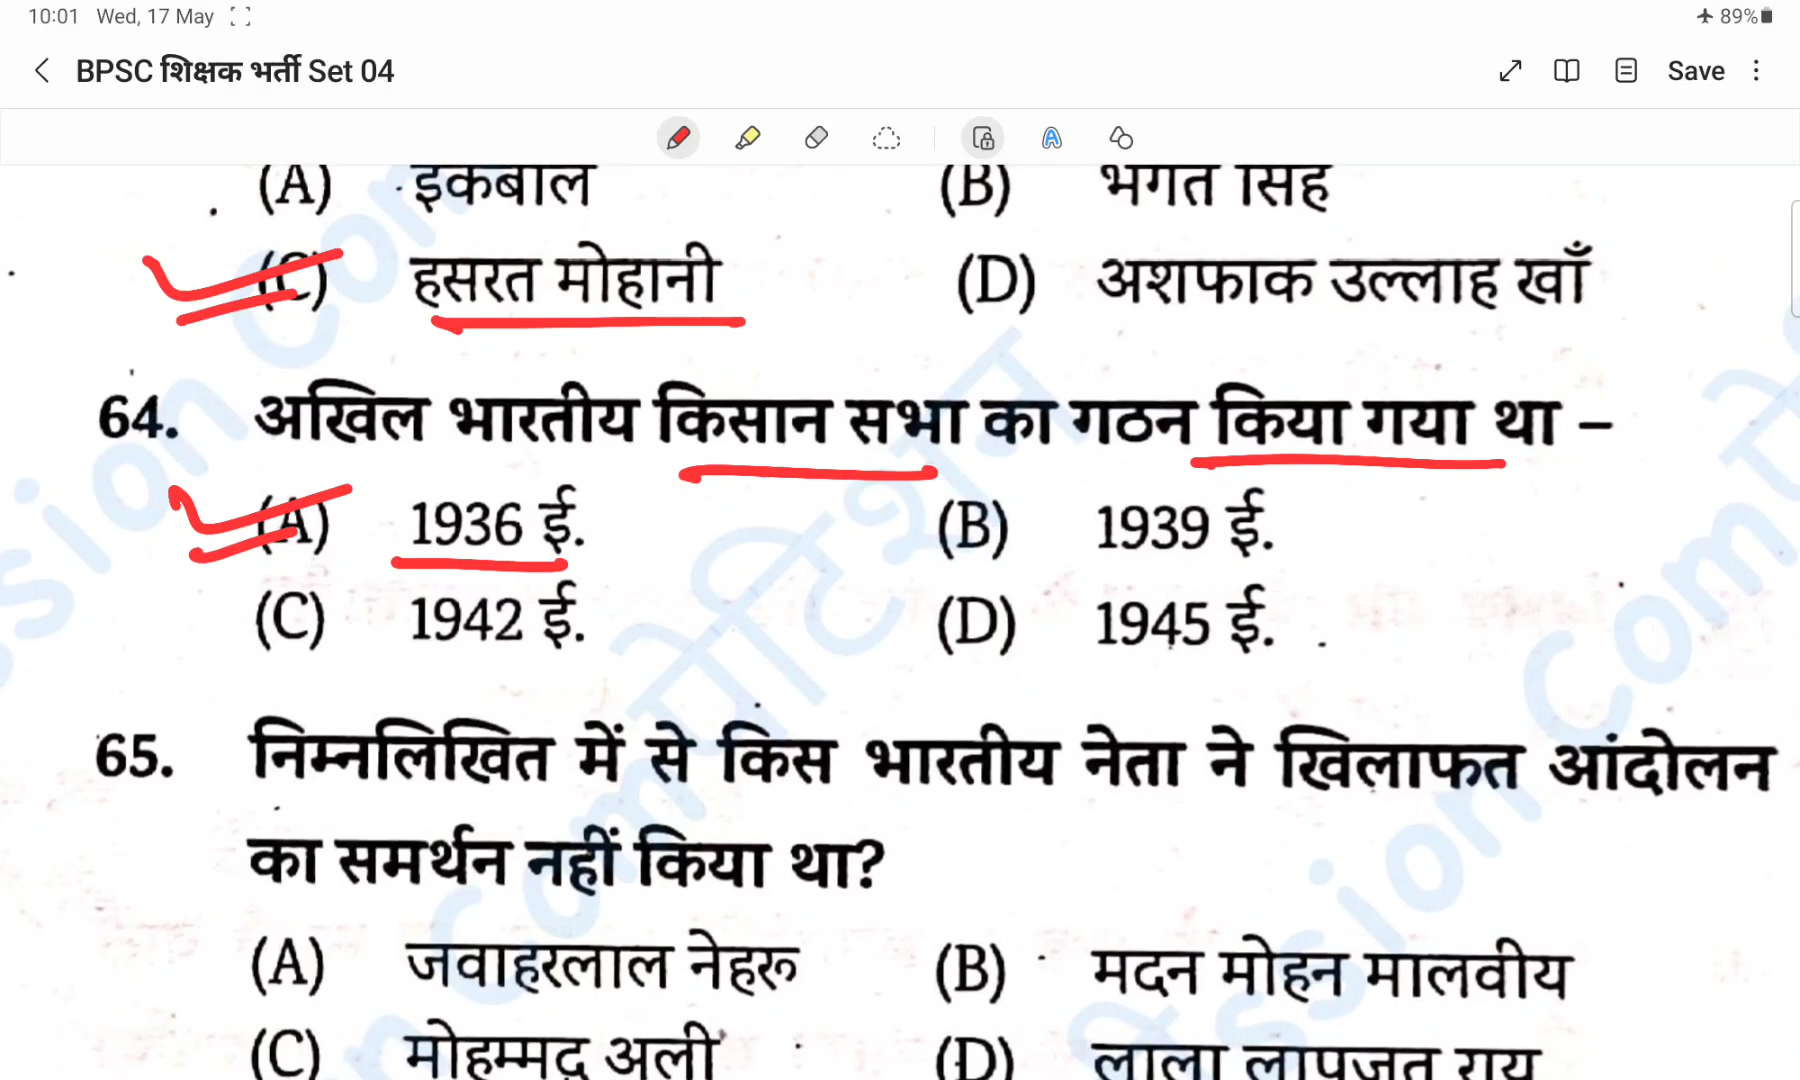 10:01 Wed, 17 May 89%
BPSC शिक्षक भर्ती Set 04 Save
(A) इकबाल (B) भगत सिंह
(C) हसरत मोहानी (D) अशफाक उल्लाह खाँ
64. अखिल भारतीय किसान सभा का गठन किया गया था –
(A) 1936 ई. (B) 1939 ई.
(C) 1942 ई. (D) 1945 ई.
65. निम्नलिखित में से किस भारतीय नेता ने खिलाफत आंदोलन
का समर्थन नहीं किया था?
(A) जवाहरलाल नेहरू (B) मदन मोहन मालवीय
(C) मोहम्मद अली (D) लाला लाजपत राय